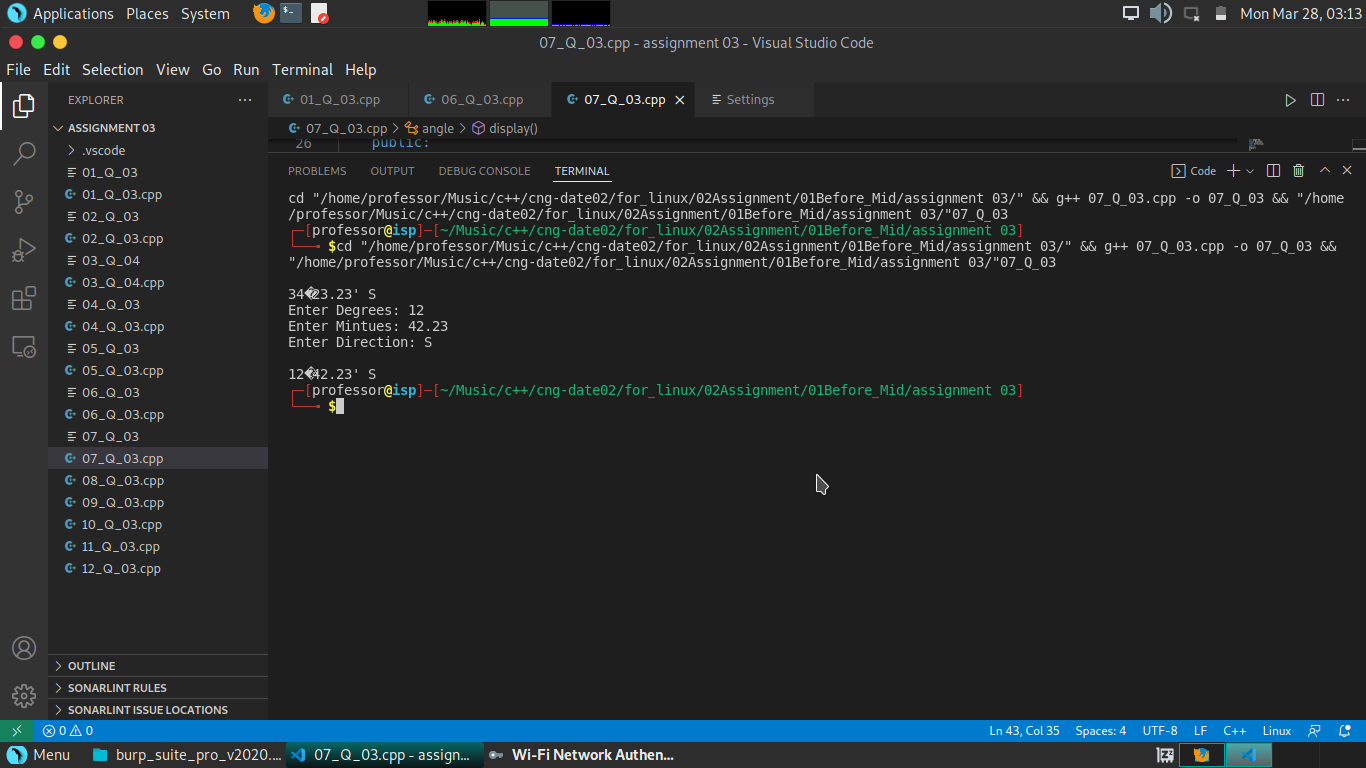 Applications Places System
Mon Mar 28, 03:13
07_Q_03.cpp - assignment 03 - Visual Studio Code
File Edit Selection View Go Run Terminal Help
EXPLORER
01_Q_03.cpp 06_Q_03.cpp 07_Q_03.cpp Settings
07_Q_03.cpp > angle > display()
26 public:
ASSIGNMENT 03
.vscode
01_Q_03
01_Q_03.cpp
02_Q_03
02_Q_03.cpp
03_Q_04
03_Q_04.cpp
04_Q_03
04_Q_03.cpp
05_Q_03
05_Q_03.cpp
06_Q_03
06_Q_03.cpp
07_Q_03
07_Q_03.cpp
08_Q_03.cpp
09_Q_03.cpp
10_Q_03.cpp
11_Q_03.cpp
12_Q_03.cpp
OUTLINE
SONARLINT RULES
SONARLINT ISSUE LOCATIONS
PROBLEMS OUTPUT DEBUG CONSOLE TERMINAL
Code
cd "/home/professor/Music/c++/cng-date02/for_linux/02Assignment/01Before_Mid/assignment 03/" && g++ 07_Q_03.cpp -o 07_Q_03 && "/home
/professor/Music/c++/cng-date02/for_linux/02Assignment/01Before_Mid/assignment 03/"07_Q_03
┌─[professor@isp]─[~/Music/c++/cng-date02/for_linux/02Assignment/01Before_Mid/assignment 03]
└──╼ $cd "/home/professor/Music/c++/cng-date02/for_linux/02Assignment/01Before_Mid/assignment 03/" && g++ 07_Q_03.cpp -o 07_Q_03 &&
"/home/professor/Music/c++/cng-date02/for_linux/02Assignment/01Before_Mid/assignment 03/"07_Q_03
34�23.23' S
Enter Degrees: 12
Enter Mintues: 42.23
Enter Direction: S
12�42.23' S
┌─[professor@isp]─[~/Music/c++/cng-date02/for_linux/02Assignment/01Before_Mid/assignment 03]
└──╼ $
0 0
Ln 43, Col 35 Spaces: 4 UTF-8 LF C++ Linux
Menu burp_suite_pro_v2020.... 07_Q_03.cpp - assign... Wi-Fi Network Authen...